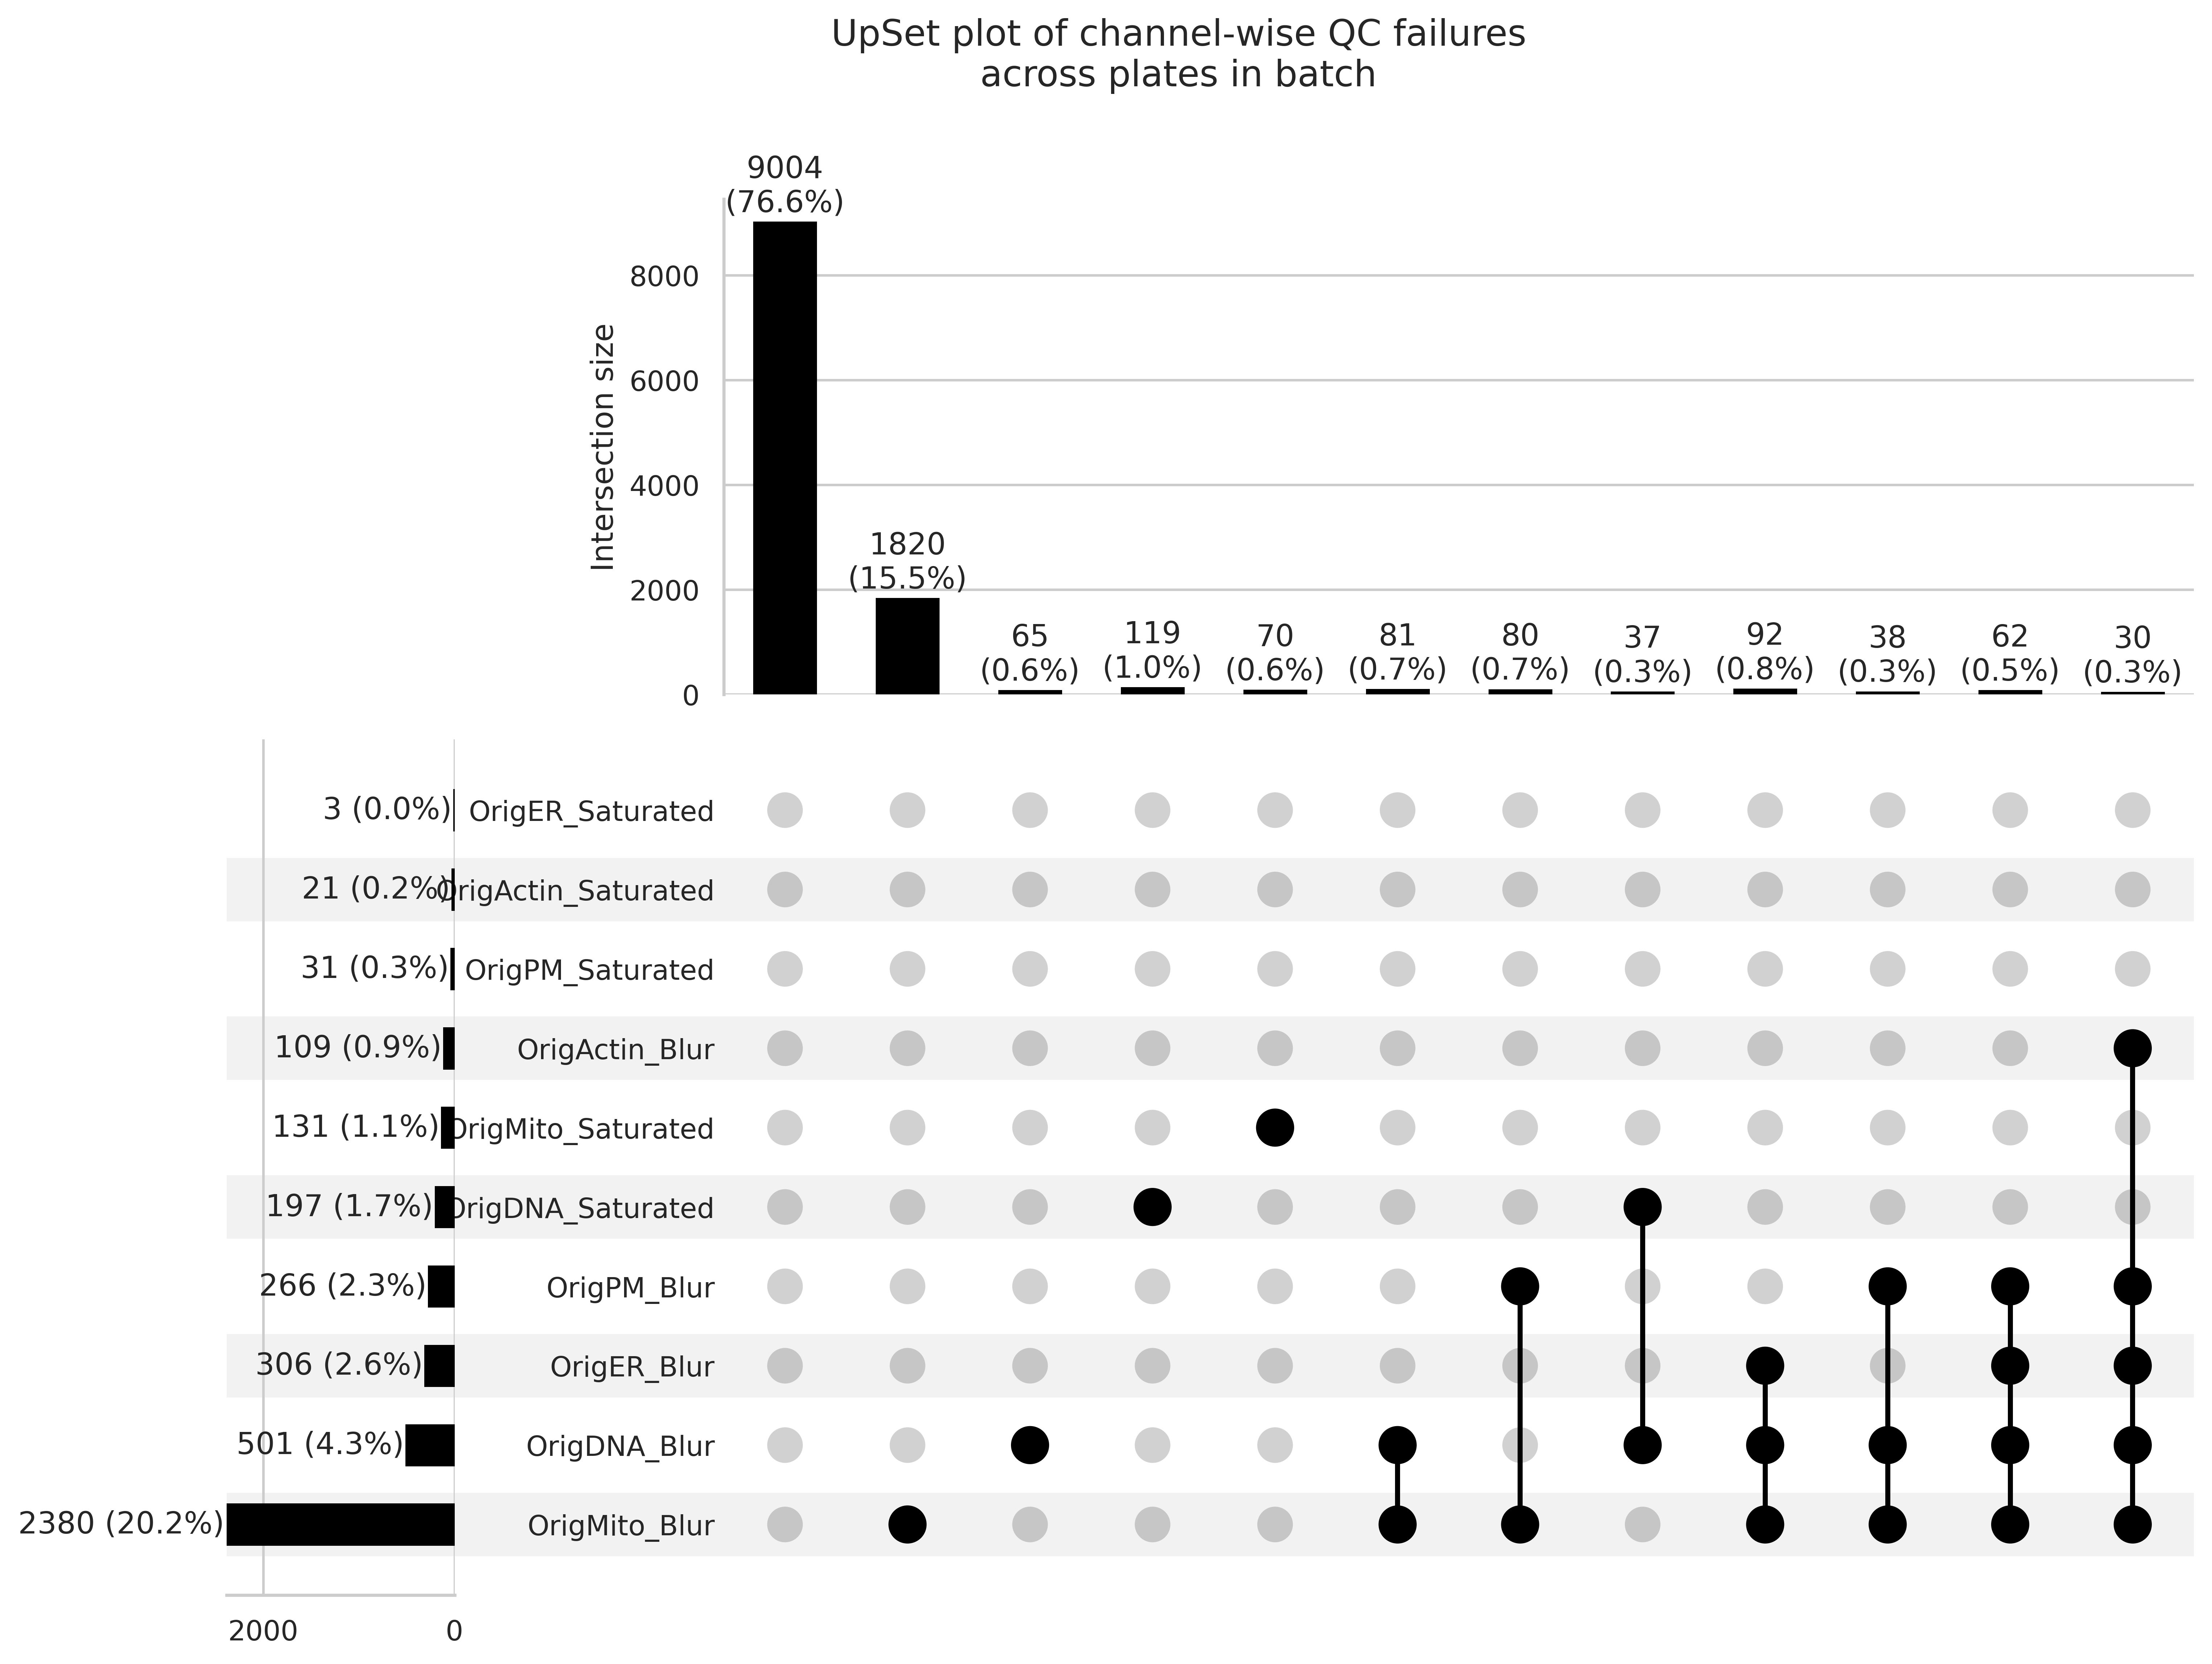 UpSet plot of channel-wise QC failures
across plates in batch
9004
(76.6%)
8000
6000
4000
2000
0
Intersection size
1820
(15.5%)
65
(0.6%)
119
(1.0%)
70
(0.6%)
81
(0.7%)
80
(0.7%)
37
(0.3%)
92
(0.8%)
38
(0.3%)
62
(0.5%)
30
(0.3%)
3 (0.0%) OrigER_Saturated
21 (0.2%) OrigActin_Saturated
31 (0.3%) OrigPM_Saturated
109 (0.9%) OrigActin_Blur
131 (1.1%) OrigMito_Saturated
197 (1.7%) OrigDNA_Saturated
266 (2.3%) OrigPM_Blur
306 (2.6%) OrigER_Blur
501 (4.3%) OrigDNA_Blur
2380 (20.2%) OrigMito_Blur
2000 0